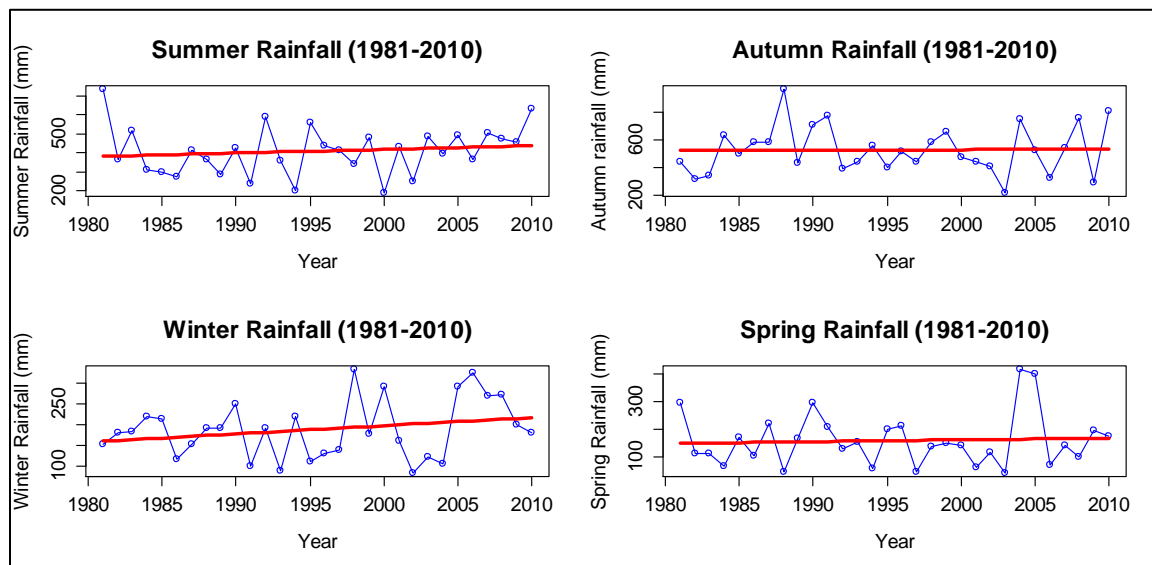 Summer Rainfall (1981-2010)
Summer Rainfall (mm)
500
200
1980 1985 1990 1995 2000 2005 2010
Year
Autumn Rainfall (1981-2010)
Autumn rainfall (mm)
600
200
1980 1985 1990 1995 2000 2005 2010
Year
Winter Rainfall (1981-2010)
Winter Rainfall (mm)
250
100
1980 1985 1990 1995 2000 2005 2010
Year
Spring Rainfall (1981-2010)
Spring Rainfall (mm)
300
100
1980 1985 1990 1995 2000 2005 2010
Year